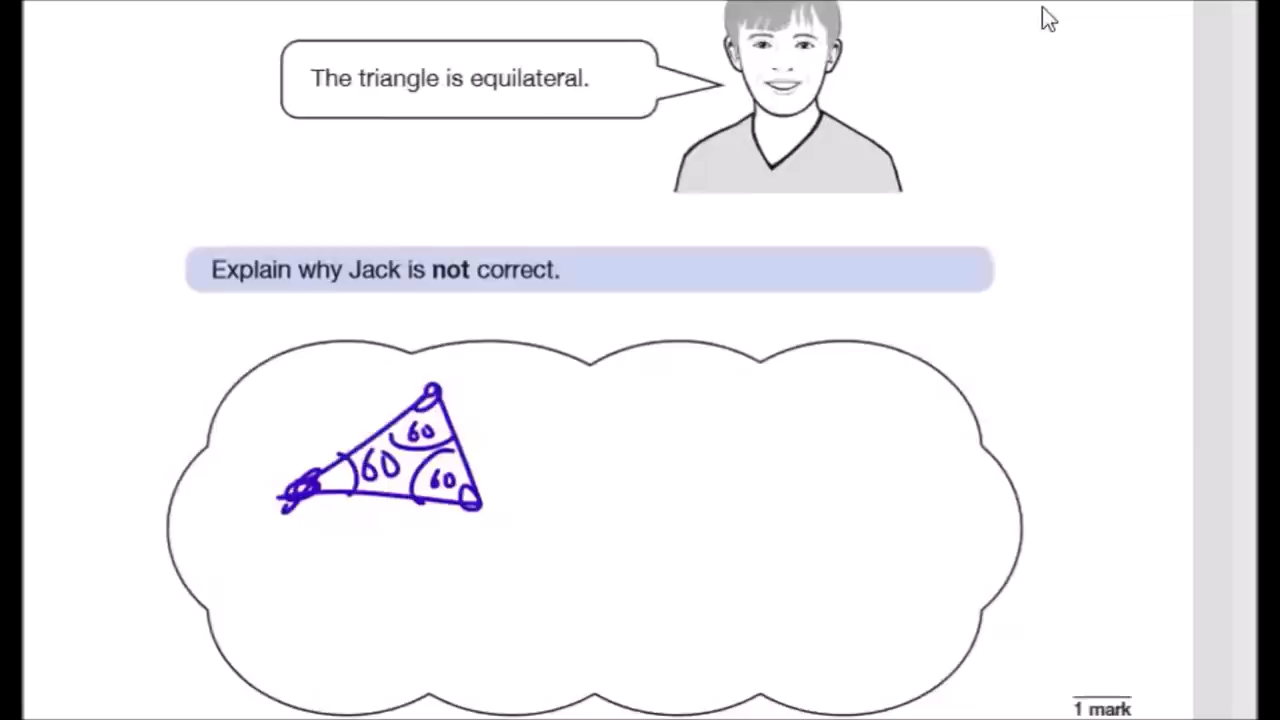 The triangle is equilateral.
Explain why Jack is not correct.
60
60
60
1 mark